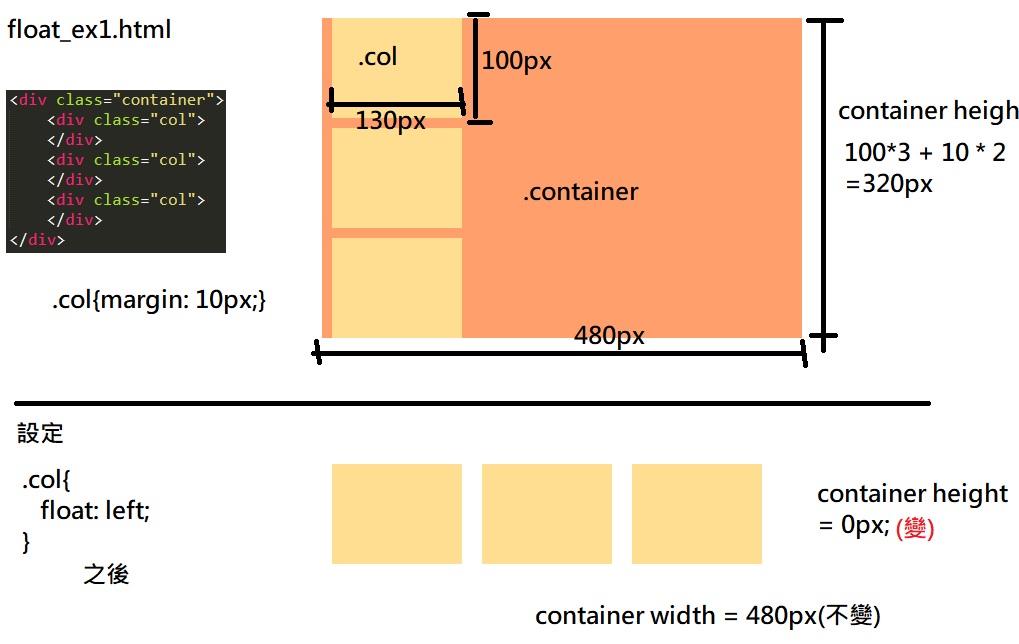 float_ex1.html
<div class="container">
<div class="col">
</div>
<div class="col">
</div>
<div class="col">
</div>
</div>
.col{margin: 10px;}
.col
100px
130px
.container
480px
container heigh
100*3 + 10 * 2
=320px
設定
.col{
float: left;
}
之後
container height
= 0px; (變)
container width = 480px(不變)